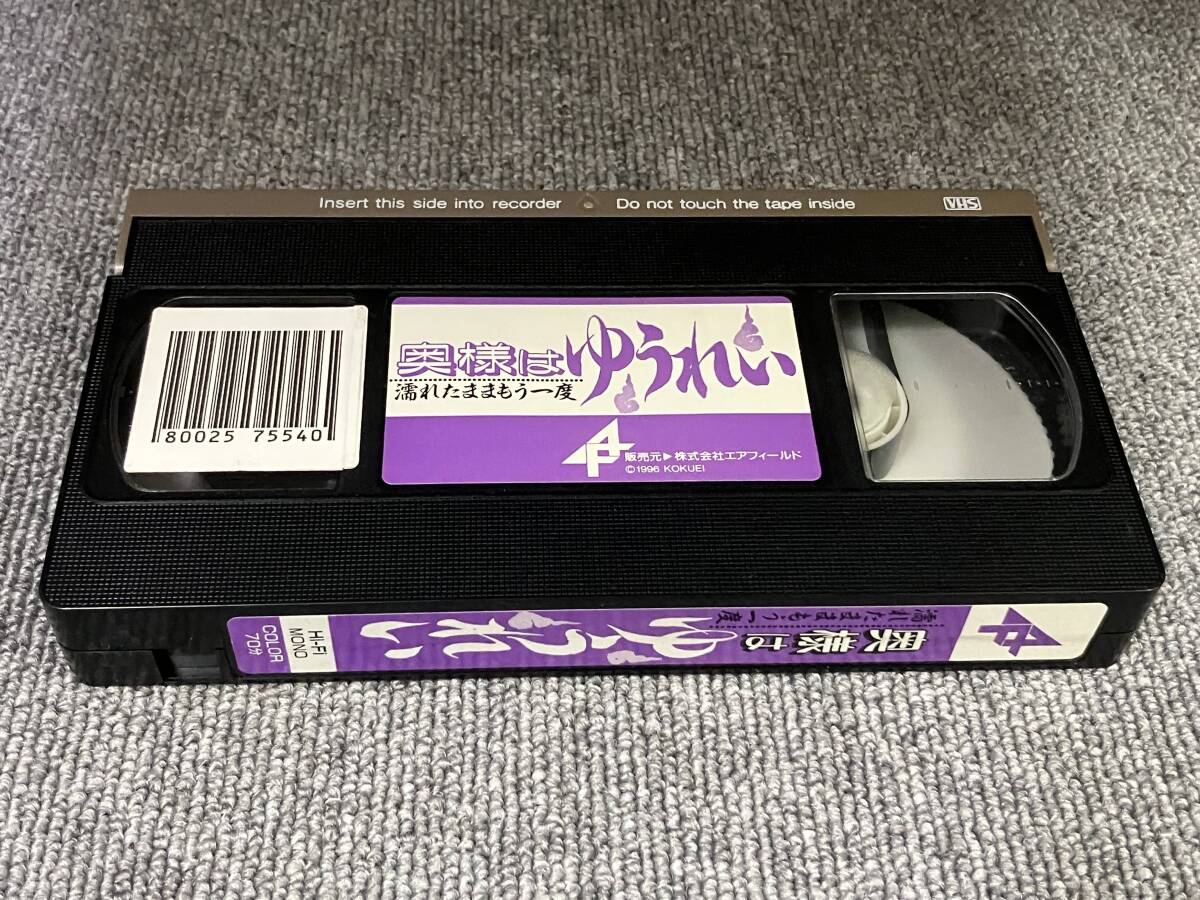 Insert this side into recorder
Do not touch the tape inside
VHS
80025 75540
奥様はゆうれい
濡れたままもう一度
販売元▶株式会社エアフィールド
©1996 KOKUEI
奥様は
ゆうれい
濡れたままもう一度
HI-FI
MONO
COLOR
70分